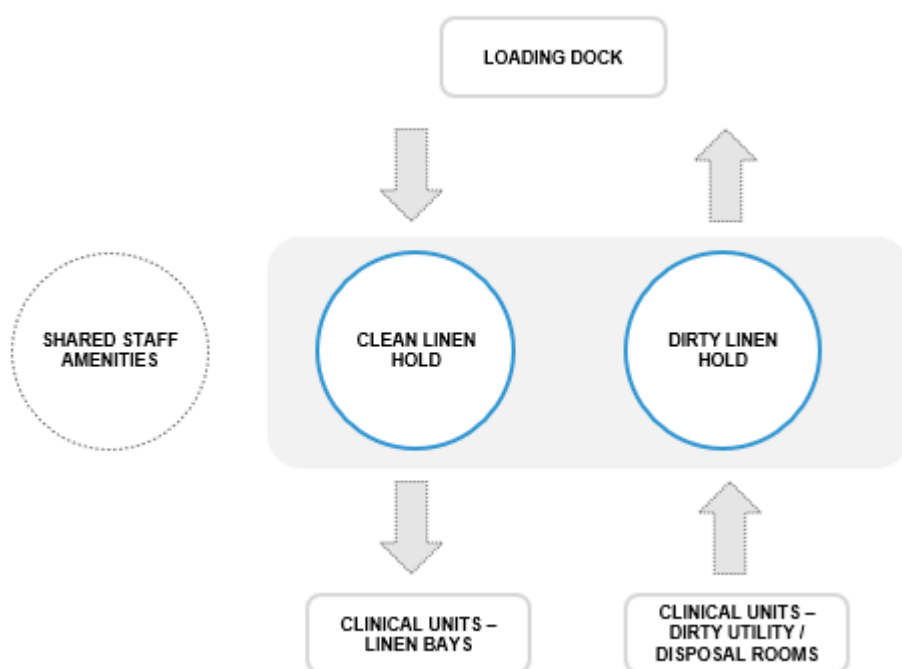 LOADING DOCK
SHARED STAFF
AMENITIES
CLEAN LINEN
HOLD
DIRTY LINEN
HOLD
CLINICAL UNITS –
LINEN BAYS
CLINICAL UNITS –
DIRTY UTILITY /
DISPOSAL ROOMS